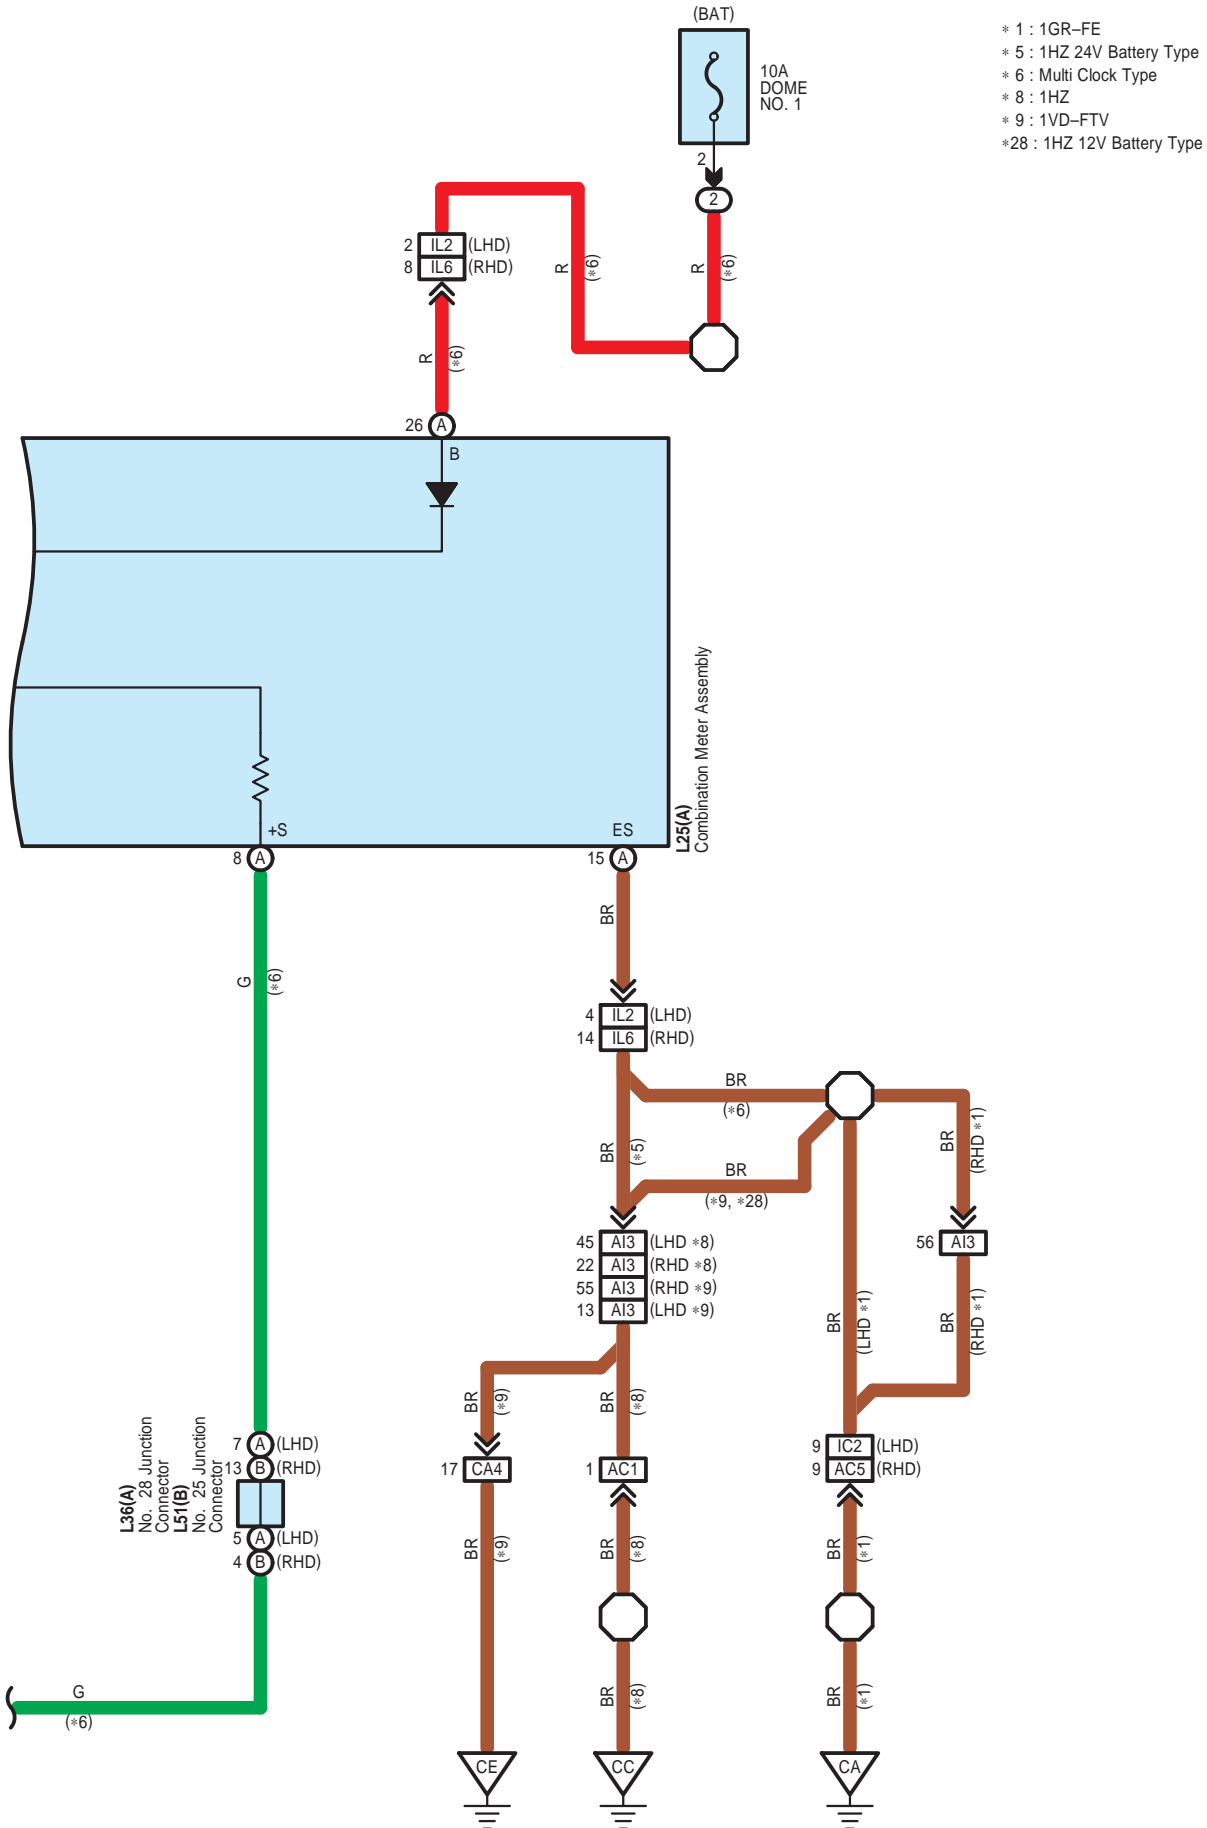 (BAT)
10A
DOME
NO. 1
2
2
* 1 : 1GR–FE
* 5 : 1HZ 24V Battery Type
* 6 : Multi Clock Type
* 8 : 1HZ
* 9 : 1VD–FTV
*28 : 1HZ 12V Battery Type
2 IL2 (LHD)
8 IL6 (RHD)
R
(*6)
R
(*6)
R
(*6)
26 A
B
L25(A)
Combination Meter Assembly
+S
ES
8 A
15 A
BR
G
(*6)
4 IL2 (LHD)
14 IL6 (RHD)
BR
(*6)
BR
(*5)
BR
(*9, *28)
BR
(RHD *1)
45 AI3 (LHD *8)
22 AI3 (RHD *8)
55 AI3 (RHD *9)
13 AI3 (LHD *9)
56 AI3
BR
(LHD *1)
BR
(RHD *1)
BR
(*9)
BR
(*8)
7 A (LHD)
13 B (RHD)
L36(A)
No. 28 Junction
Connector
L51(B)
No. 25 Junction
Connector
5 A (LHD)
4 B (RHD)
17 CA4
1 AC1
9 IC2 (LHD)
9 AC5 (RHD)
BR
(*9)
BR
(*8)
BR
(*1)
G
(*6)
BR
(*8)
BR
(*1)
CE
CC
CA